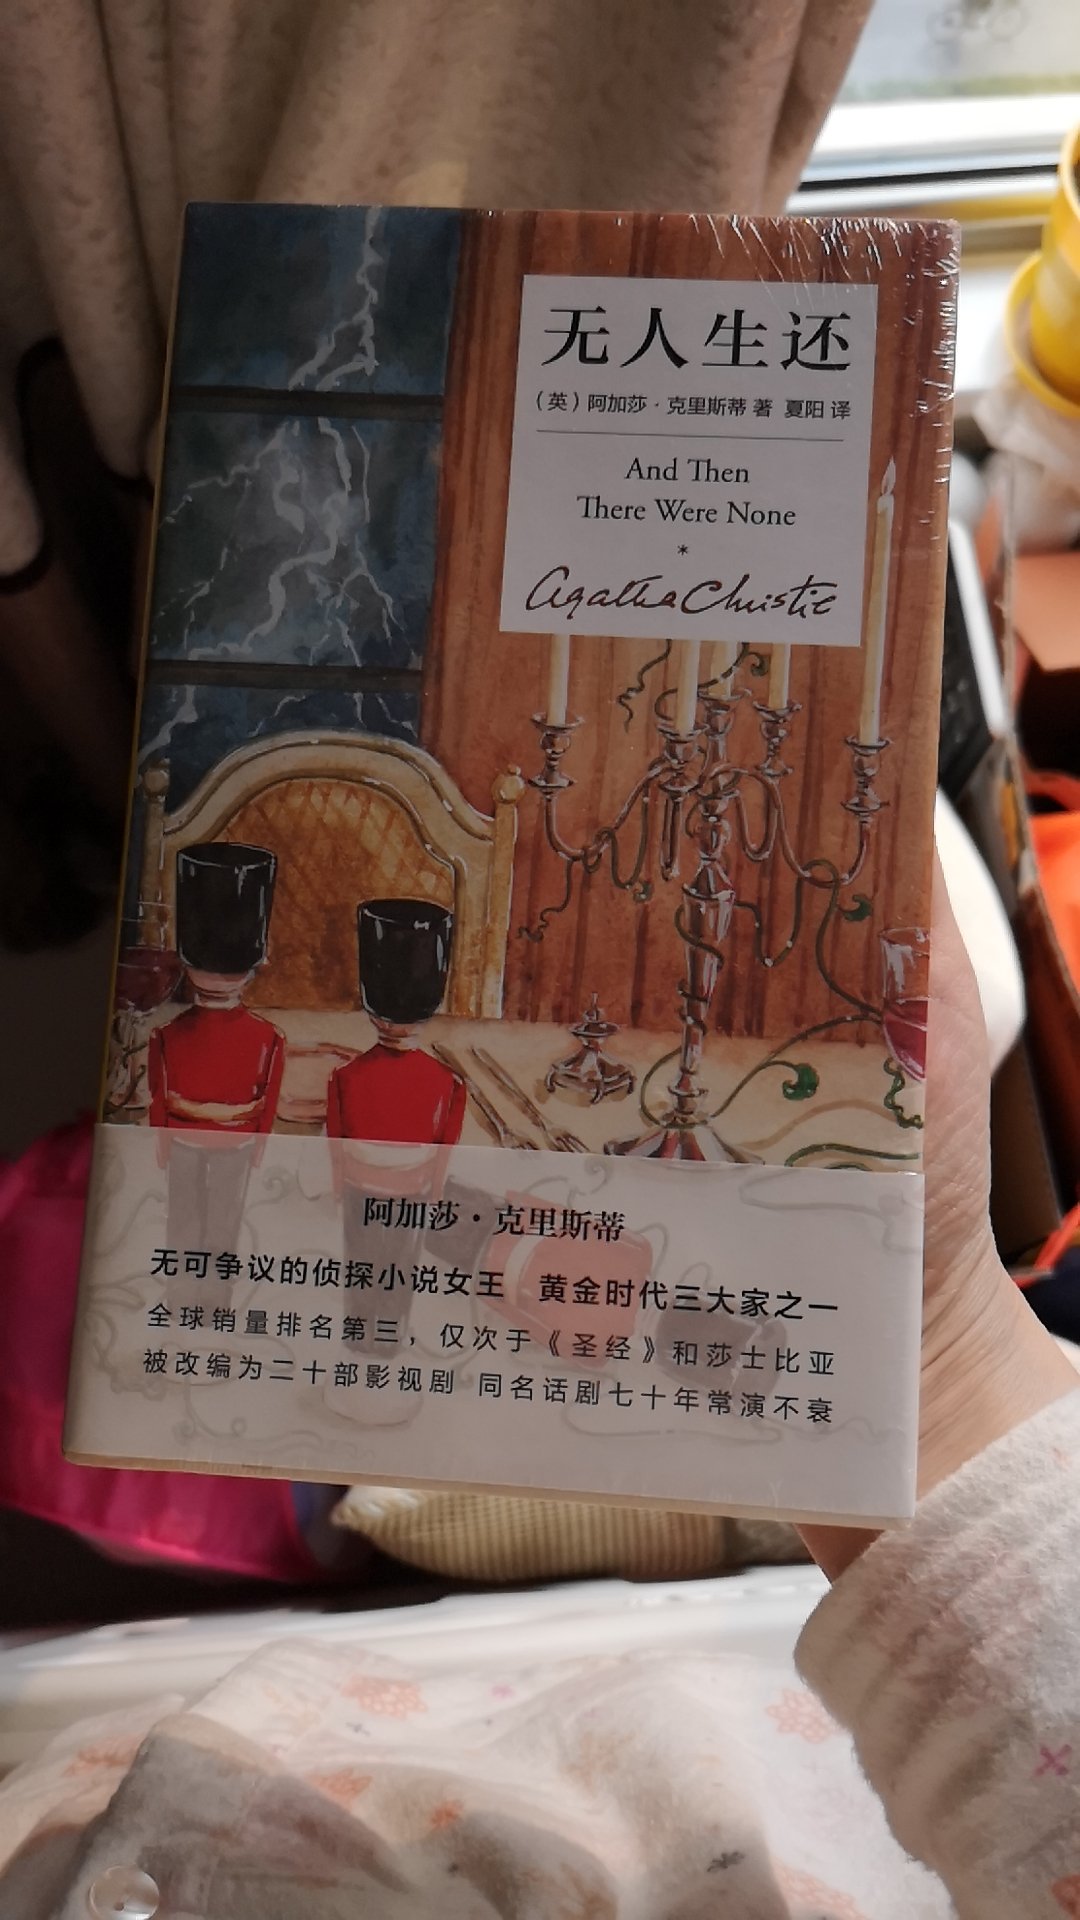 无人生还
（英）阿加莎·克里斯蒂 著 夏阳 译
And Then
There Were None
*
Agatha Christie
阿加莎·克里斯蒂
无可争议的侦探小说女王 黄金时代三大家之一
全球销量排名第三，仅次于《圣经》和莎士比亚
被改编为二十部影视剧 同名话剧七十年常演不衰